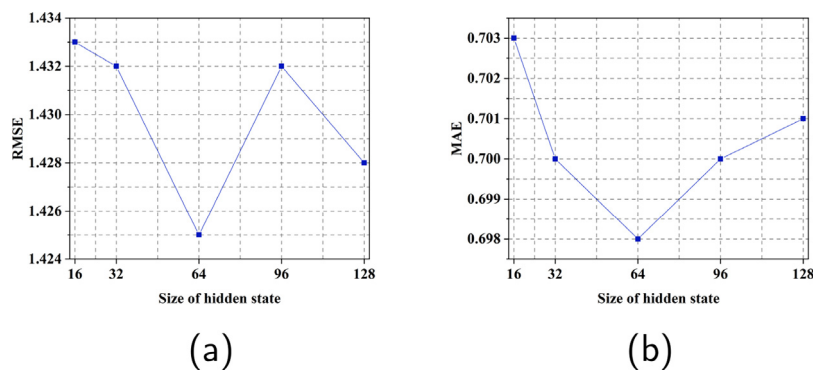 1.434
1.432
1.430
1.428
1.426
1.424
RMSE
16 32 64 96 128
Size of hidden state
(a)
0.703
0.702
0.701
0.700
0.699
0.698
MAE
16 32 64 96 128
Size of hidden state
(b)